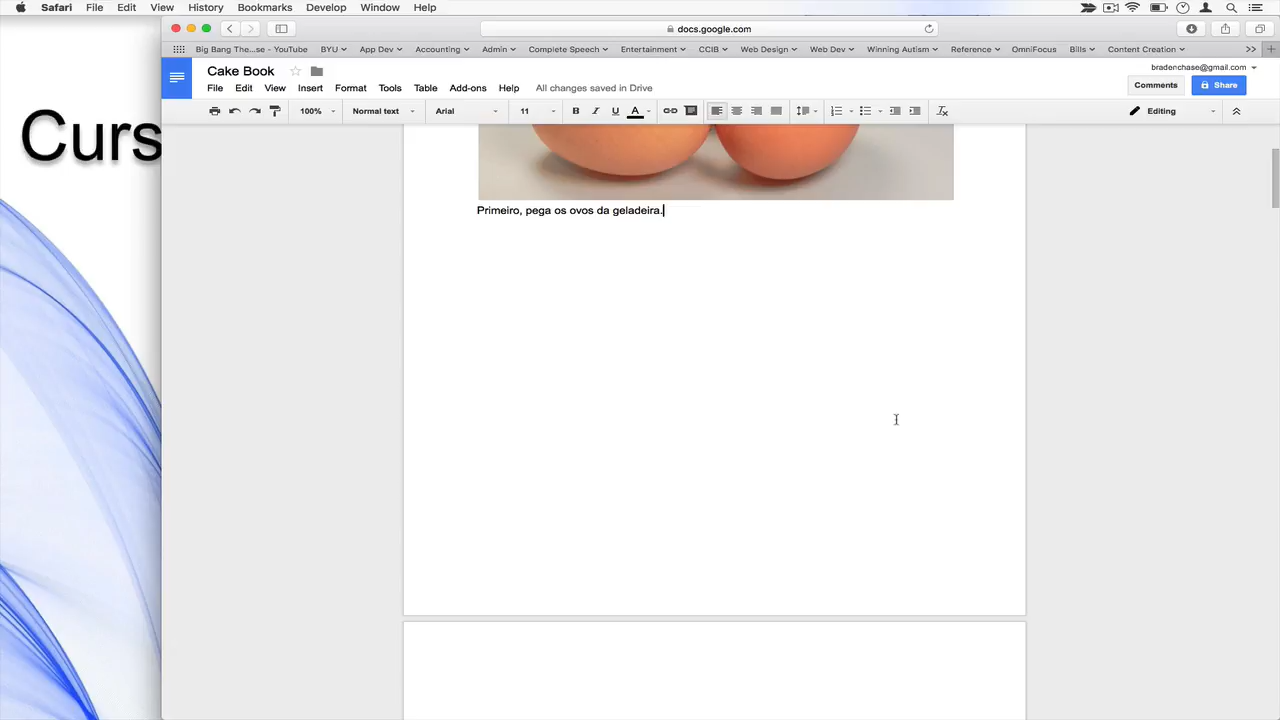 Safari File Edit View History Bookmarks Develop Window Help
docs.google.com
Big Bang The...se - YouTube BYU App Dev Accounting Admin Complete Speech Entertainment CCIB Web Design Web Dev Winning Autism Reference OmniFocus Bills Content Creation
Cake Book
bradenchase@gmail.com
File Edit View Insert Format Tools Table Add-ons Help All changes saved in Drive
Comments Share
100% Normal text Arial 11 B I U A Editing
Curs
Primeiro, pega os ovos da geladeira.